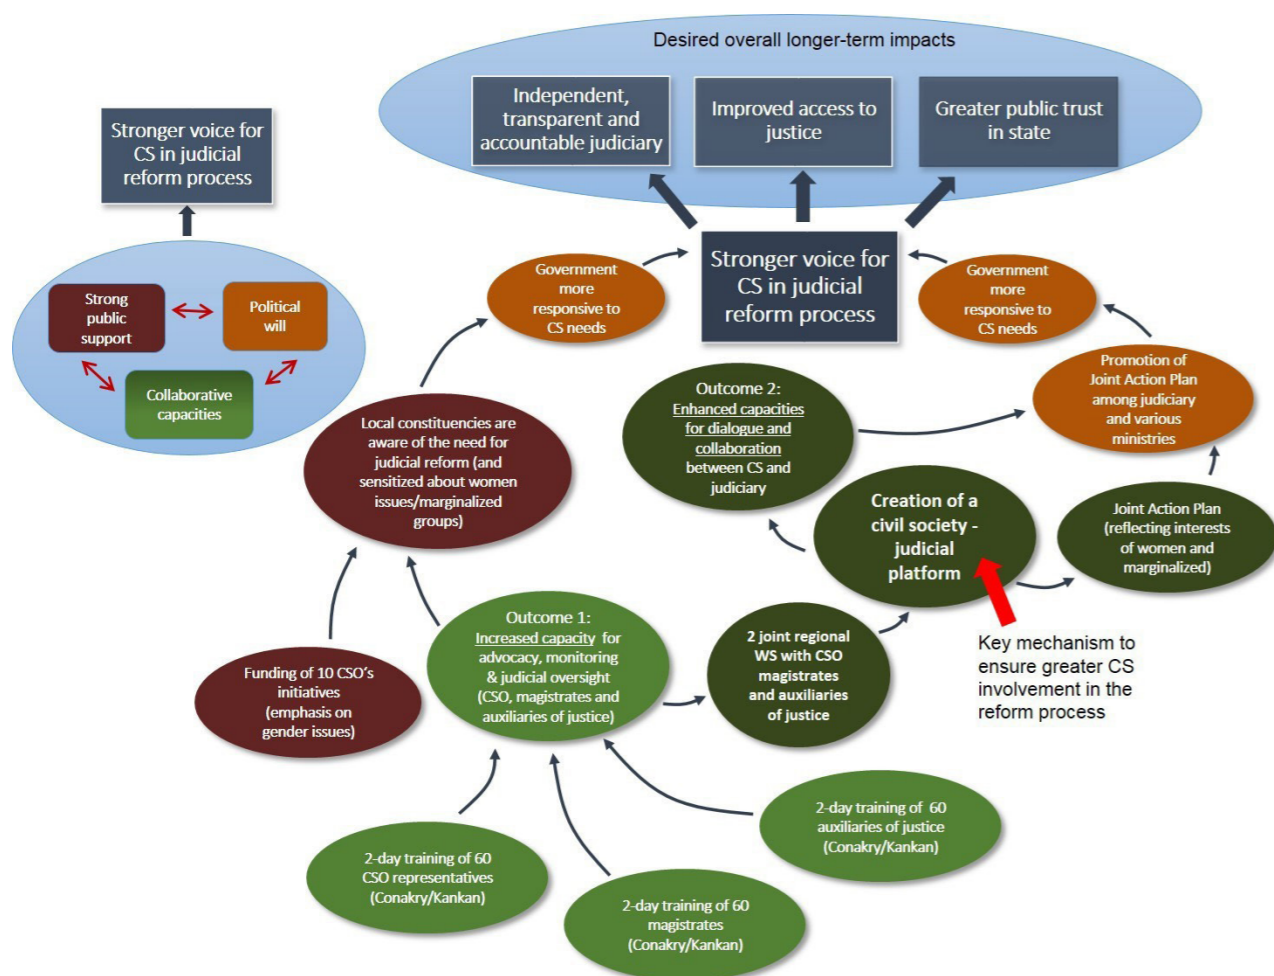 Desired overall longer-term impacts
Independent,
transparent and
accountable judiciary
Improved access to
justice
Greater public trust
in state
Stronger voice for
CS in judicial
reform process
Strong
public
support
Political
will
Collaborative
capacities
Government
more
responsive to
CS needs
Stronger voice for
CS in judicial
reform process
Government
more
responsive to
CS needs
Local constituencies are
aware of the need for
judicial reform (and
sensitized about women
issues/marginalized
groups)
Outcome 2:
Enhanced capacities
for dialogue and
collaboration
between CS and
judiciary
Promotion of
Joint Action Plan
among judiciary
and various
ministries
Creation of a
civil society -
judicial
platform
Joint Action Plan
(reflecting interests
of women and
marginalized)
Funding of 10 CSO's
initiatives
(emphasis on
gender issues)
Outcome 1:
Increased capacity for
advocacy, monitoring
& judicial oversight
(CSO, magistrates and
auxiliaries of justice)
2 joint regional
WS with CSO
magistrates
and auxiliaries
of justice
Key mechanism to
ensure greater CS
involvement in the
reform process
2-day training of 60
CSO representatives
(Conakry/Kankan)
2-day training of 60
magistrates
(Conakry/Kankan)
2-day training of 60
auxiliaries of justice
(Conakry/Kankan)